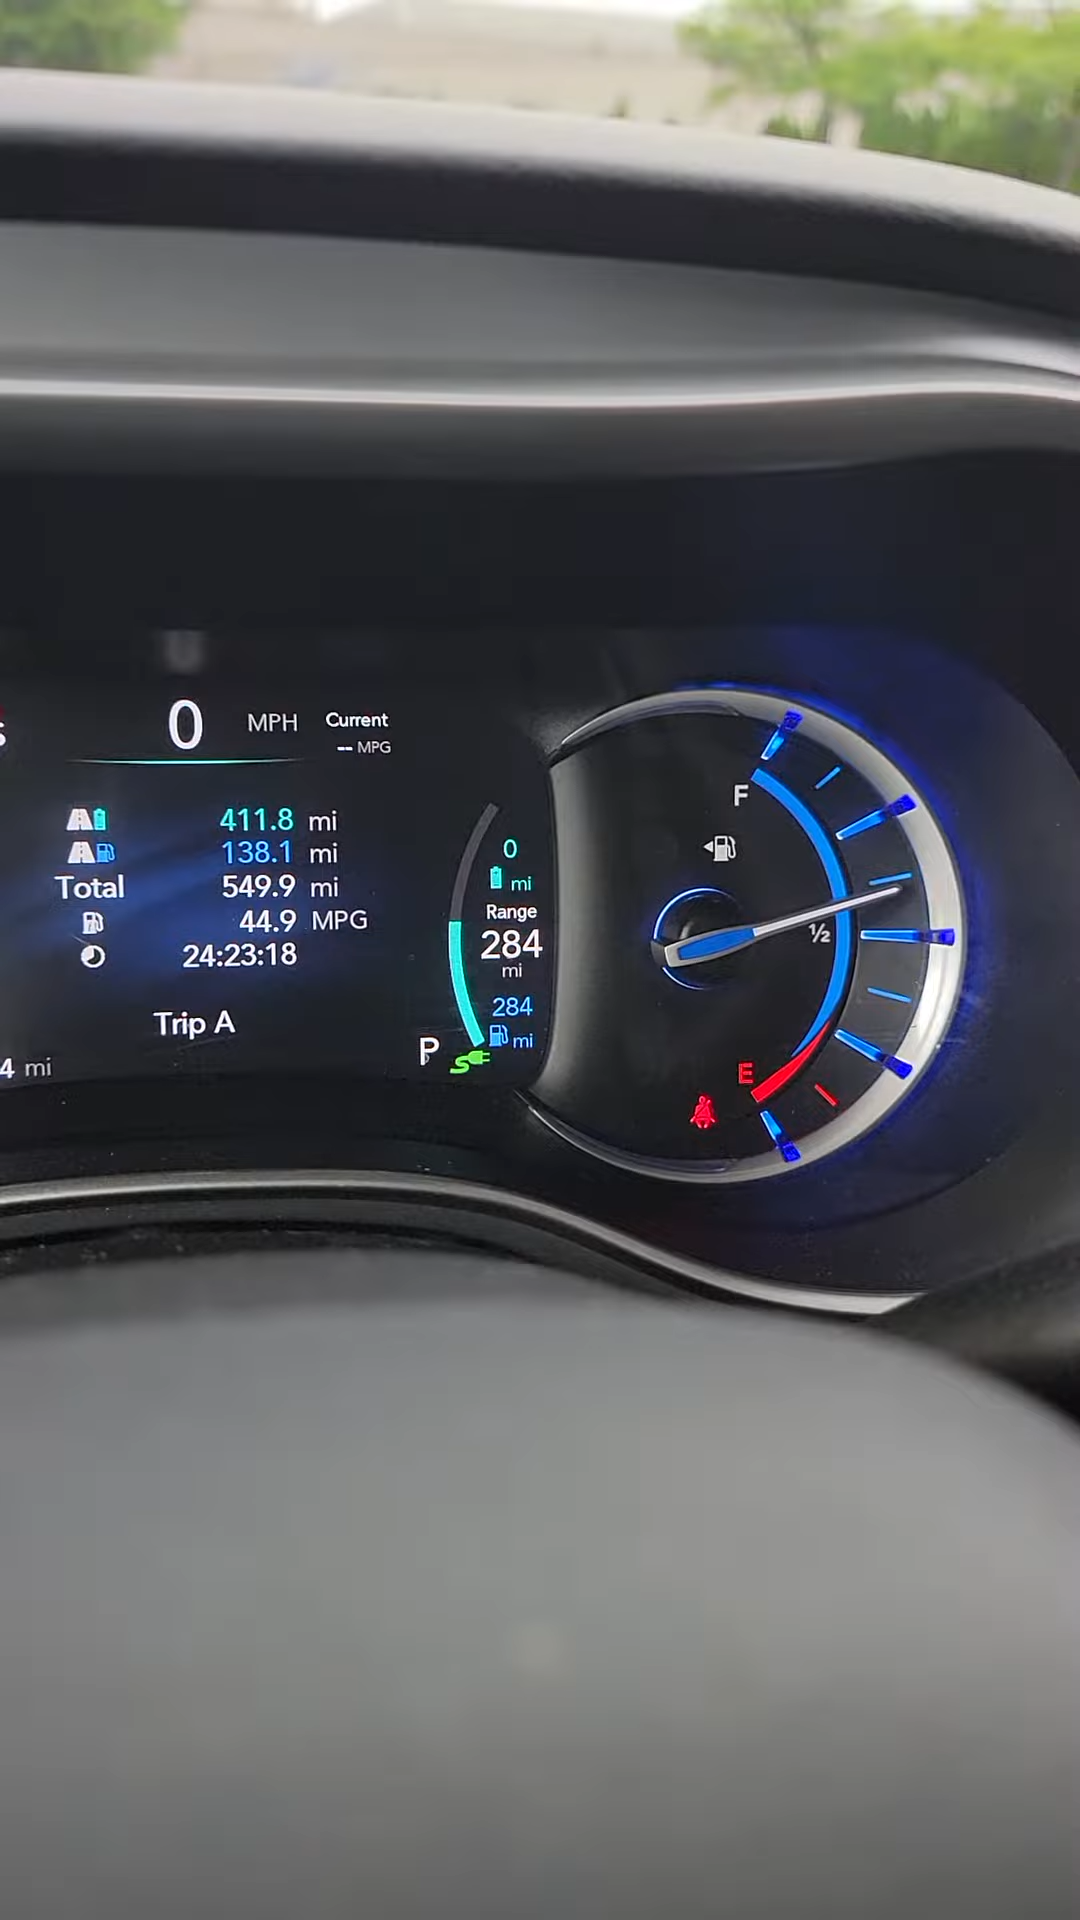 0 MPH Current
-- MPG
411.8 mi
138.1 mi
Total 549.9 mi
44.9 MPG
24:23:18
Trip A
4 mi
0
mi
Range
284
mi
284
mi
P
F
1/2
E